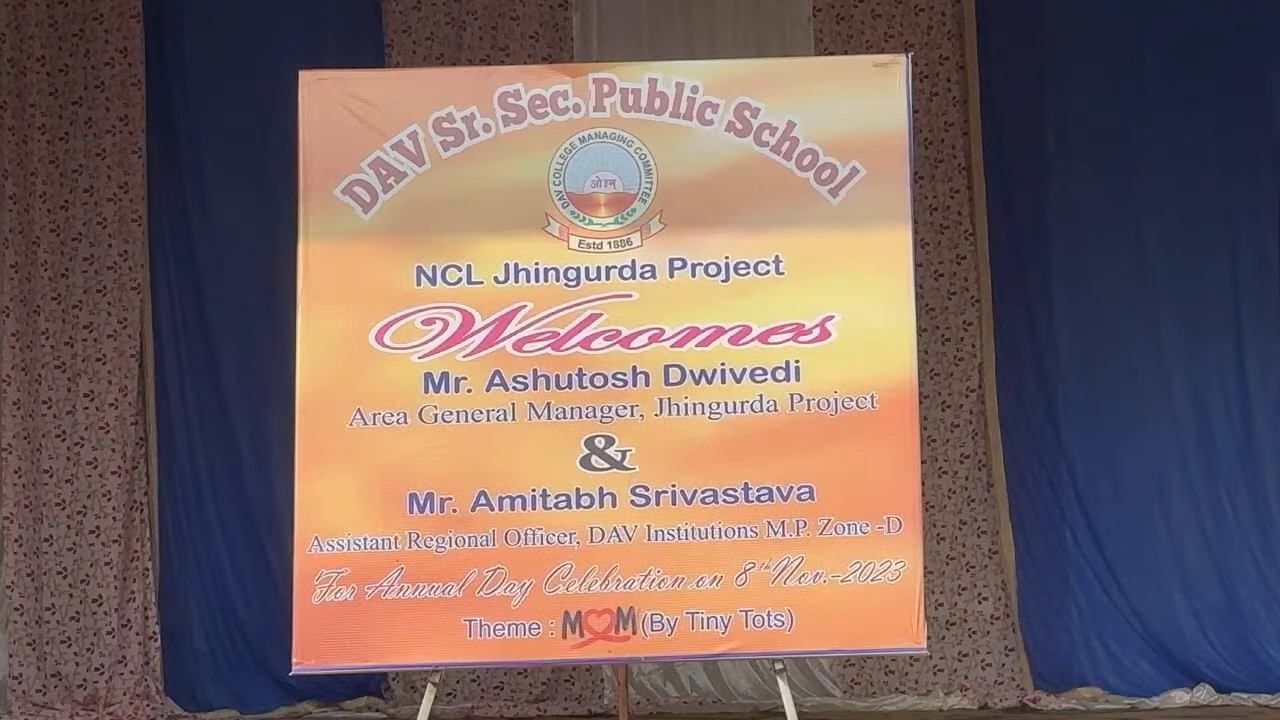 DAV Sr. Sec. Public School
DAV COLLEGE MANAGING COMMITTEE
ओ३म्
Estd 1886
NCL Jhingurda Project
Welcomes
Mr. Ashutosh Dwivedi
Area General Manager, Jhingurda Project
&
Mr. Amitabh Srivastava
Assistant Regional Officer, DAV Institutions M.P. Zone -D
For Annual Day Celebration on 8th Nov.-2023
Theme : MOM (By Tiny Tots)